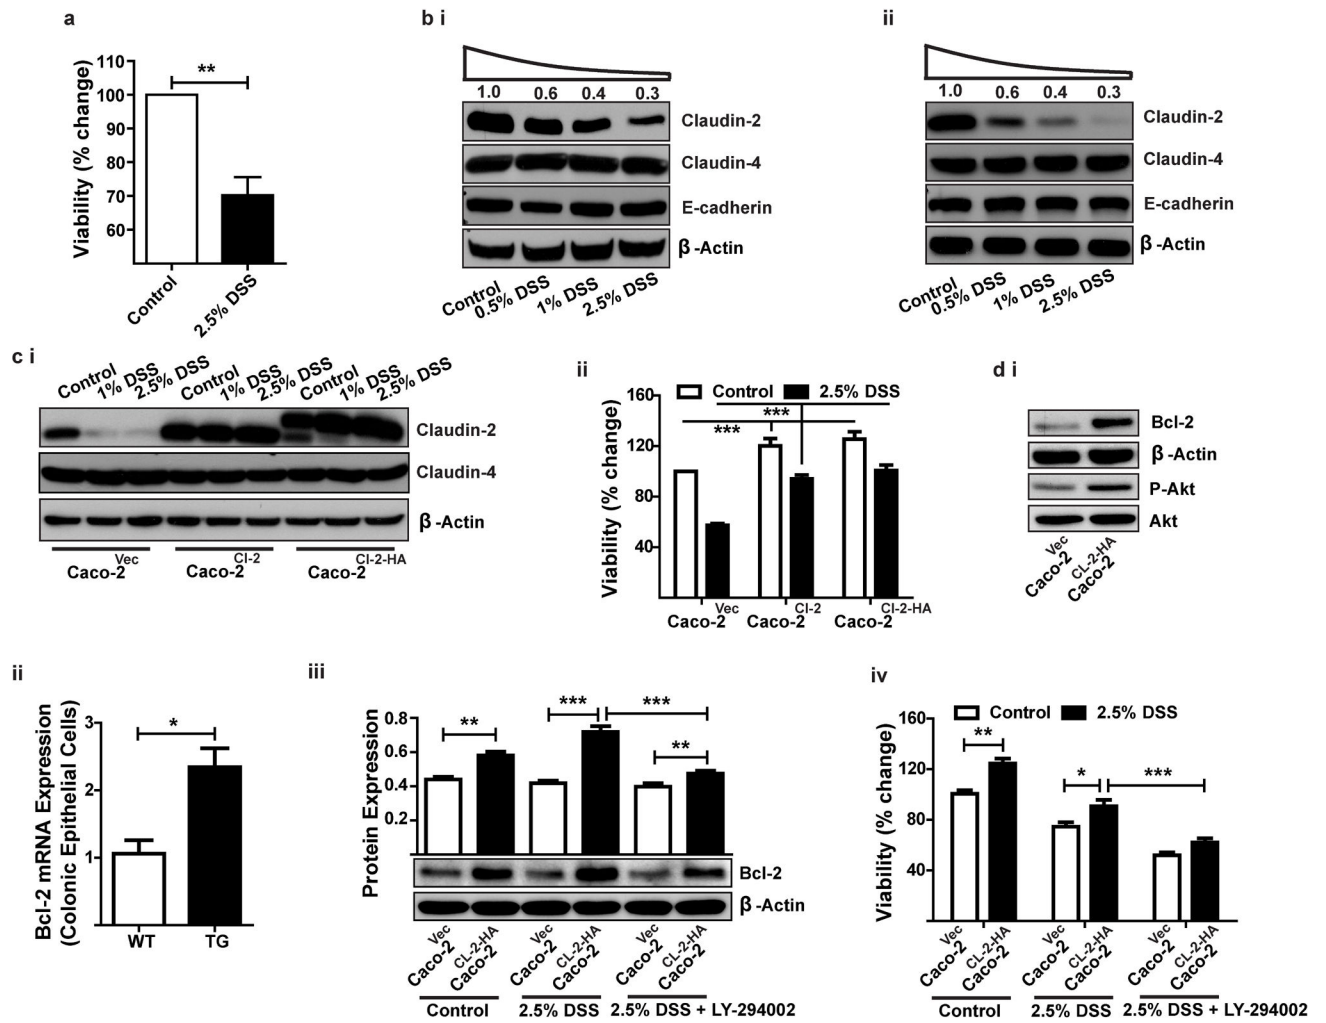 a
Viability (% change)
110
100
90
80
70
60
**
Control
2.5% DSS
b i
1.0 0.6 0.4 0.3
Claudin-2
Claudin-4
E-cadherin
β -Actin
Control 0.5% DSS 1% DSS 2.5% DSS
ii
1.0 0.6 0.4 0.3
Claudin-2
Claudin-4
E-cadherin
β -Actin
Control 0.5% DSS 1% DSS 2.5% DSS
c i
Control 1% DSS 2.5% DSS Control 1% DSS 2.5% DSS Control 1% DSS 2.5% DSS
Claudin-2
Claudin-4
β -Actin
Caco-2 Vec Caco-2 Cl-2 Caco-2 Cl-2-HA
ii
Control 2.5% DSS
Viability (% change)
160
120
80
40
***
***
Caco-2 Vec Caco-2 Cl-2 Caco-2 Cl-2-HA
d i
Bcl-2
β -Actin
P-Akt
Akt
Vec Caco-2 CL-2-HA Caco-2
ii
Bcl-2 mRNA Expression
(Colonic Epithelial Cells)
3
2
1
*
WT TG
iii
Protein Expression
0.8
0.6
0.4
0.2
** *** *** **
Bcl-2
β -Actin
Vec Caco-2 CL-2-HA Caco-2 Vec Caco-2 CL-2-HA Caco-2 Vec Caco-2 CL-2-HA Caco-2
Control 2.5% DSS 2.5% DSS + LY-294002
iv
Control 2.5% DSS
Viability (% change)
160
120
80
40
** * ***
Vec Caco-2 CL-2-HA Caco-2 Vec Caco-2 CL-2-HA Caco-2 Vec Caco-2 CL-2-HA Caco-2
Control 2.5% DSS 2.5% DSS + LY-294002